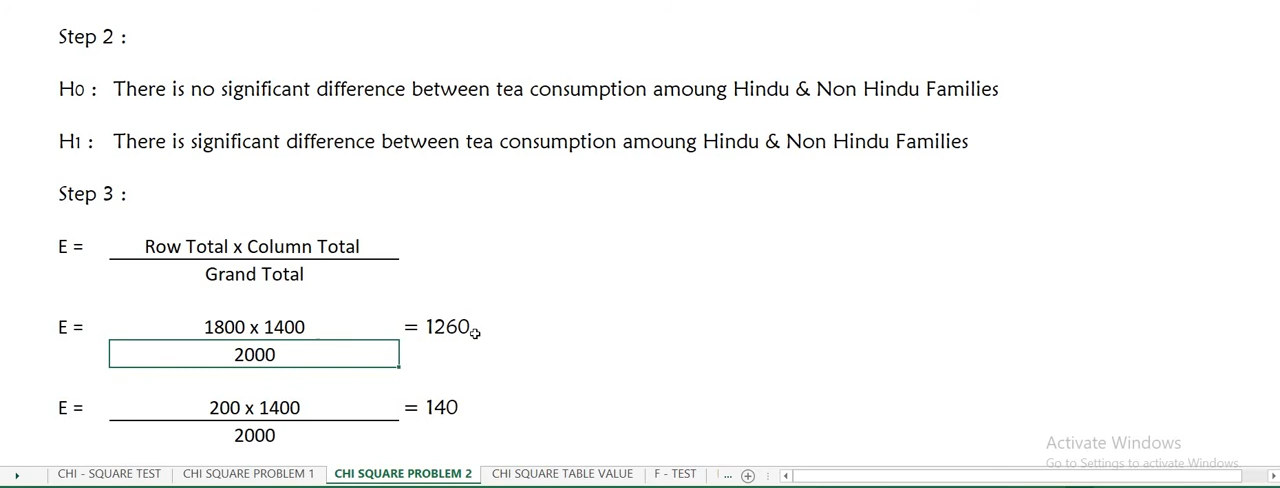 Step 2 :
H0 : There is no significant difference between tea consumption amoung Hindu & Non Hindu Families
H1 : There is significant difference between tea consumption amoung Hindu & Non Hindu Families
Step 3 :
E = Row Total x Column Total
Grand Total
E = 1800 x 1400 = 1260
2000
E = 200 x 1400 = 140
2000
Activate Windows
Go to Settings to activate Windows.
CHI - SQUARE TEST CHI SQUARE PROBLEM 1 CHI SQUARE PROBLEM 2 CHI SQUARE TABLE VALUE F - TEST ...